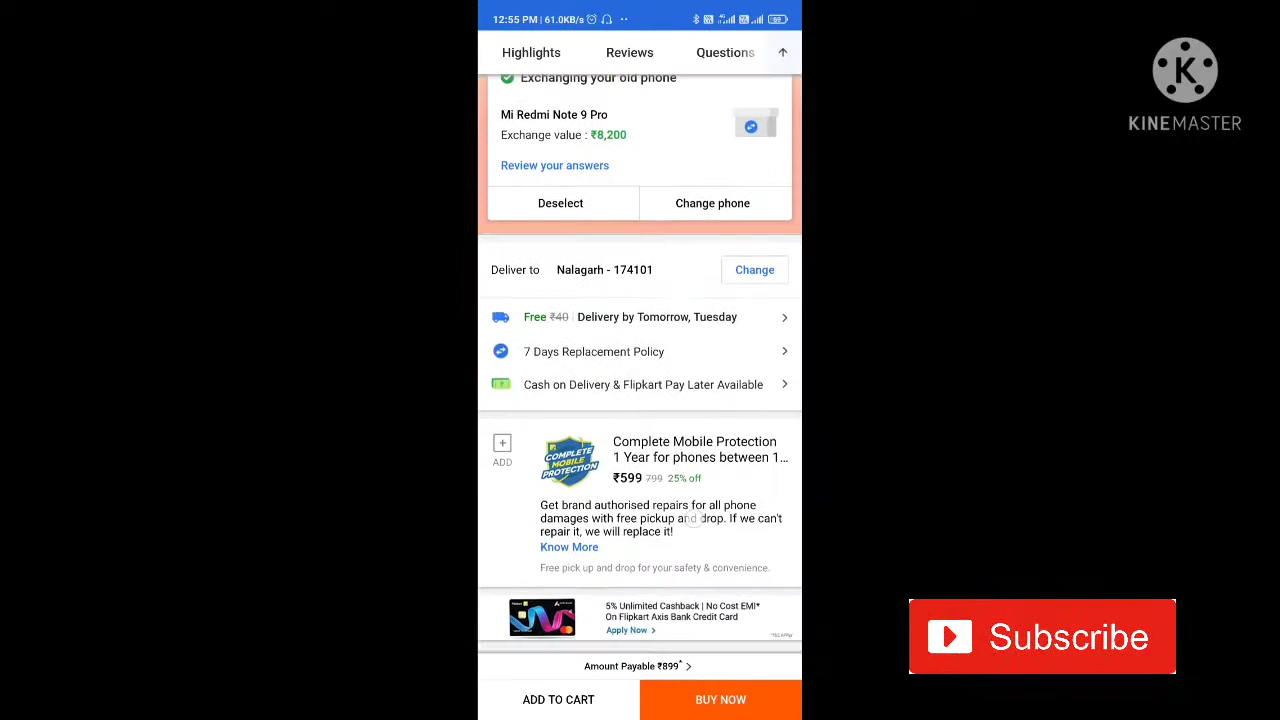 12:55 PM | 61.0KB/s
69
Highlights Reviews Questions
KINEMASTER
Exchanging your old phone
Mi Redmi Note 9 Pro
Exchange value : ₹8,200
Review your answers
Deselect Change phone
Deliver to Nalagarh - 174101 Change
Free ₹40 Delivery by Tomorrow, Tuesday
7 Days Replacement Policy
Cash on Delivery & Flipkart Pay Later Available
ADD
COMPLETE
MOBILE
PROTECTION
Complete Mobile Protection
1 Year for phones between 1...
₹599 799 25% off
Get brand authorised repairs for all phone
damages with free pickup and drop. If we can't
repair it, we will replace it!
Know More
Free pick up and drop for your safety & convenience.
5% Unlimited Cashback | No Cost EMI*
On Flipkart Axis Bank Credit Card
Apply Now >
Amount Payable ₹899*
ADD TO CART BUY NOW
Subscribe